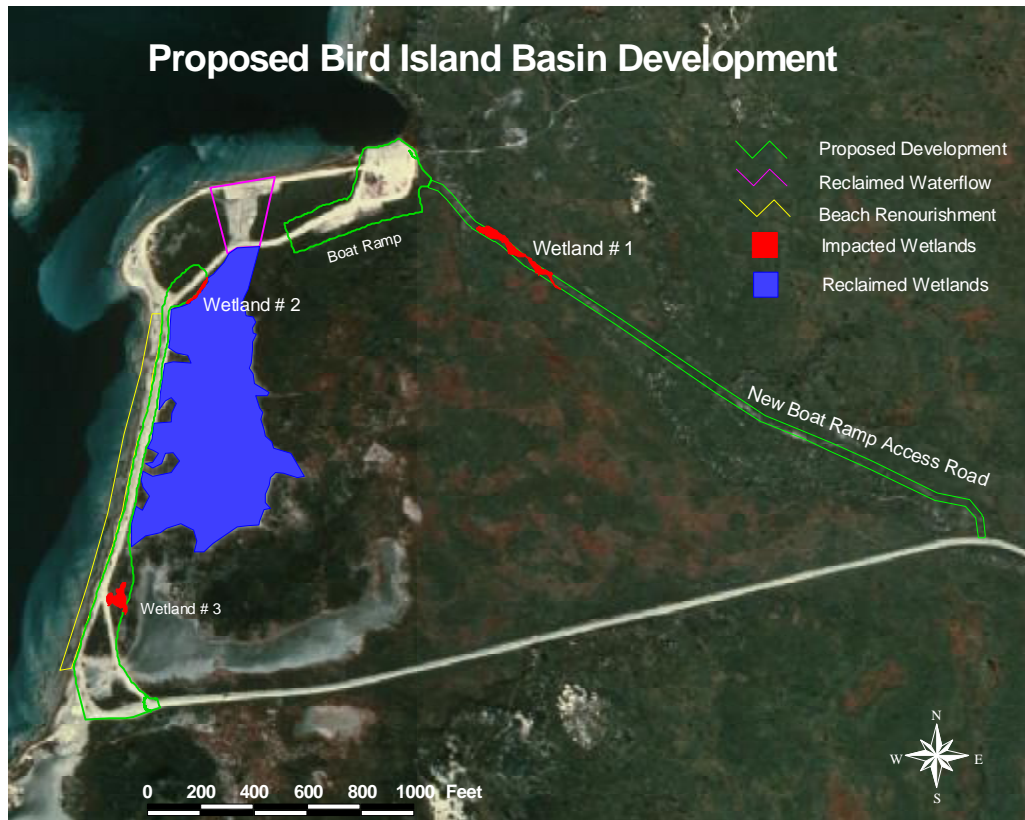 Proposed Bird Island Basin Development
Proposed Development
Reclaimed Waterflow
Beach Renourishment
Impacted Wetlands
Reclaimed Wetlands
Boat Ramp
Wetland # 1
Wetland # 2
New Boat Ramp Access Road
Wetland # 3
N
W E
S
0 200 400 600 800 1000 Feet